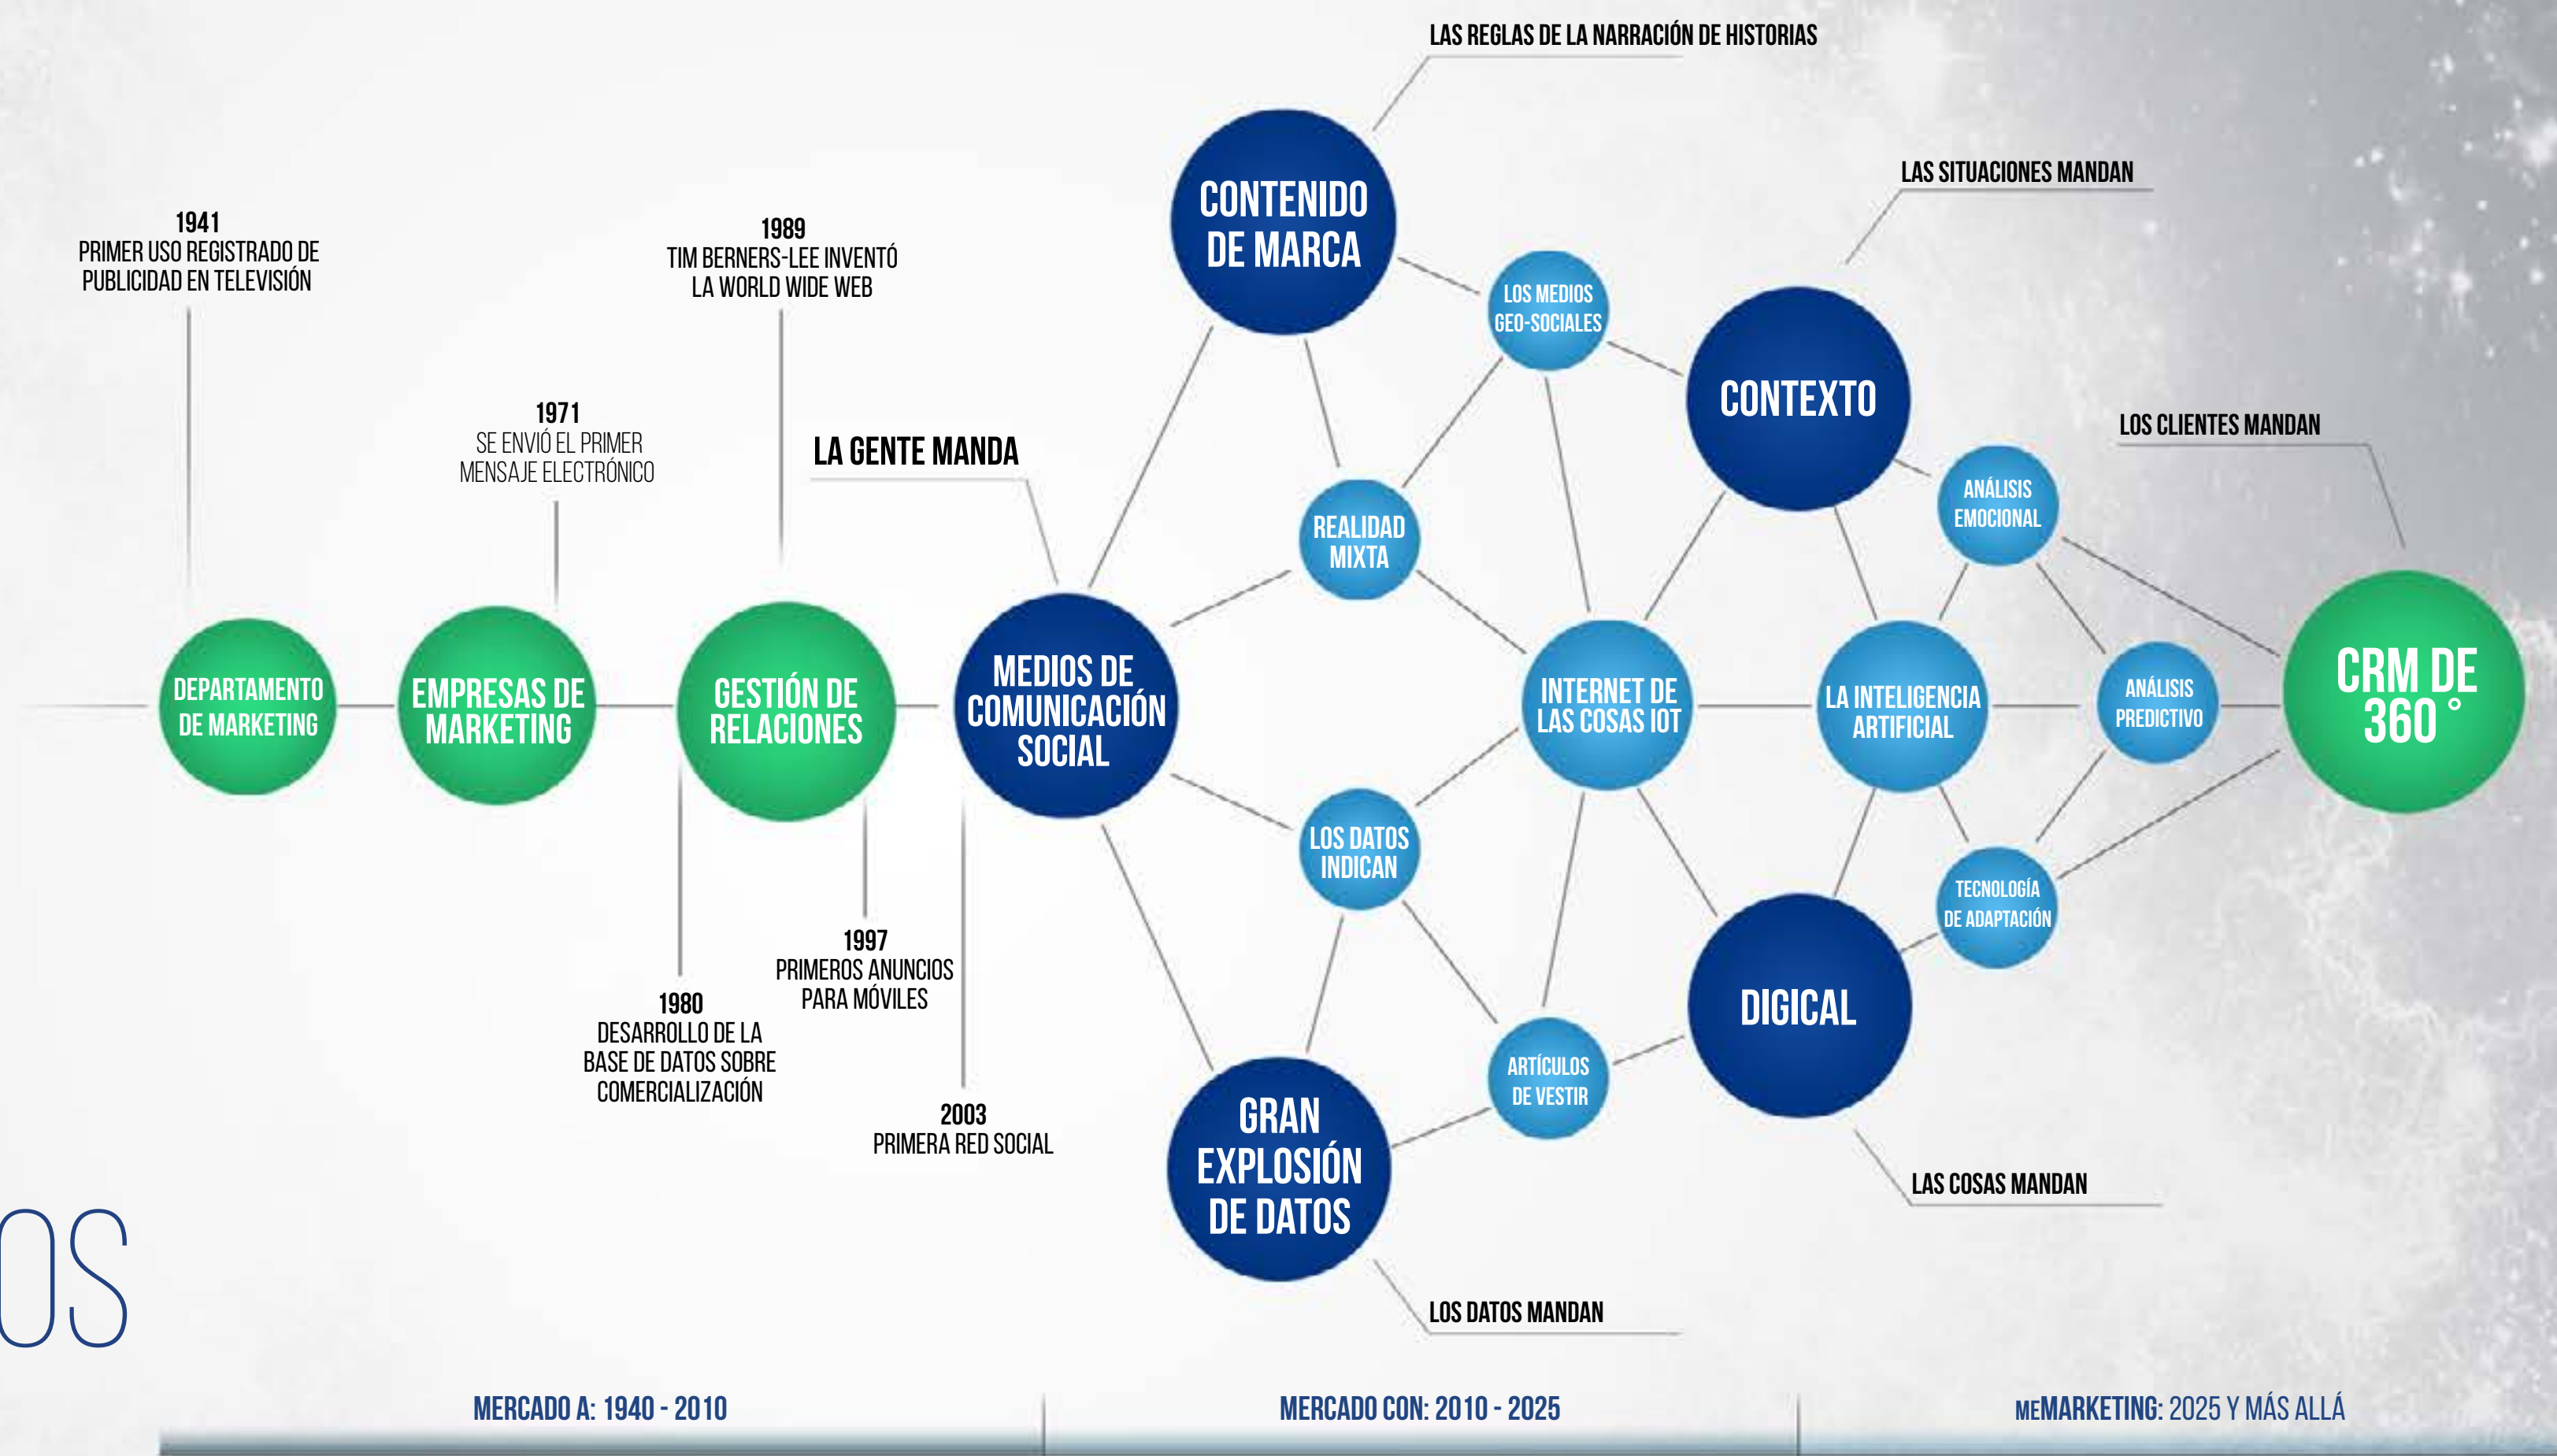 LAS REGLAS DE LA NARRACIÓN DE HISTORIAS
CONTENIDO
DE MARCA
LAS SITUACIONES MANDAN
1941
PRIMER USO REGISTRADO DE
PUBLICIDAD EN TELEVISIÓN
1989
TIM BERNERS-LEE INVENTÓ
LA WORLD WIDE WEB
LOS MEDIOS
GEO-SOCIALES
CONTEXTO
1971
SE ENVIÓ EL PRIMER
MENSAJE ELECTRÓNICO
LA GENTE MANDA
LOS CLIENTES MANDAN
ANÁLISIS
EMOCIONAL
REALIDAD
MIXTA
DEPARTAMENTO
DE MARKETING
EMPRESAS DE
MARKETING
GESTIÓN DE
RELACIONES
MEDIOS DE
COMUNICACIÓN
SOCIAL
INTERNET DE
LAS COSAS IOT
LA INTELIGENCIA
ARTIFICIAL
ANÁLISIS
PREDICTIVO
CRM DE
360°
LOS DATOS
INDICAN
TECNOLOGÍA
DE ADAPTACIÓN
1997
PRIMEROS ANUNCIOS
PARA MÓVILES
1980
DESARROLLO DE LA
BASE DE DATOS SOBRE
COMERCIALIZACIÓN
2003
PRIMERA RED SOCIAL
DIGICAL
ARTÍCULOS
DE VESTIR
GRAN
EXPLOSIÓN
DE DATOS
LAS COSAS MANDAN
LOS DATOS MANDAN
OS
MERCADO A: 1940 - 2010
MERCADO CON: 2010 - 2025
MEMARKETING: 2025 Y MÁS ALLÁ